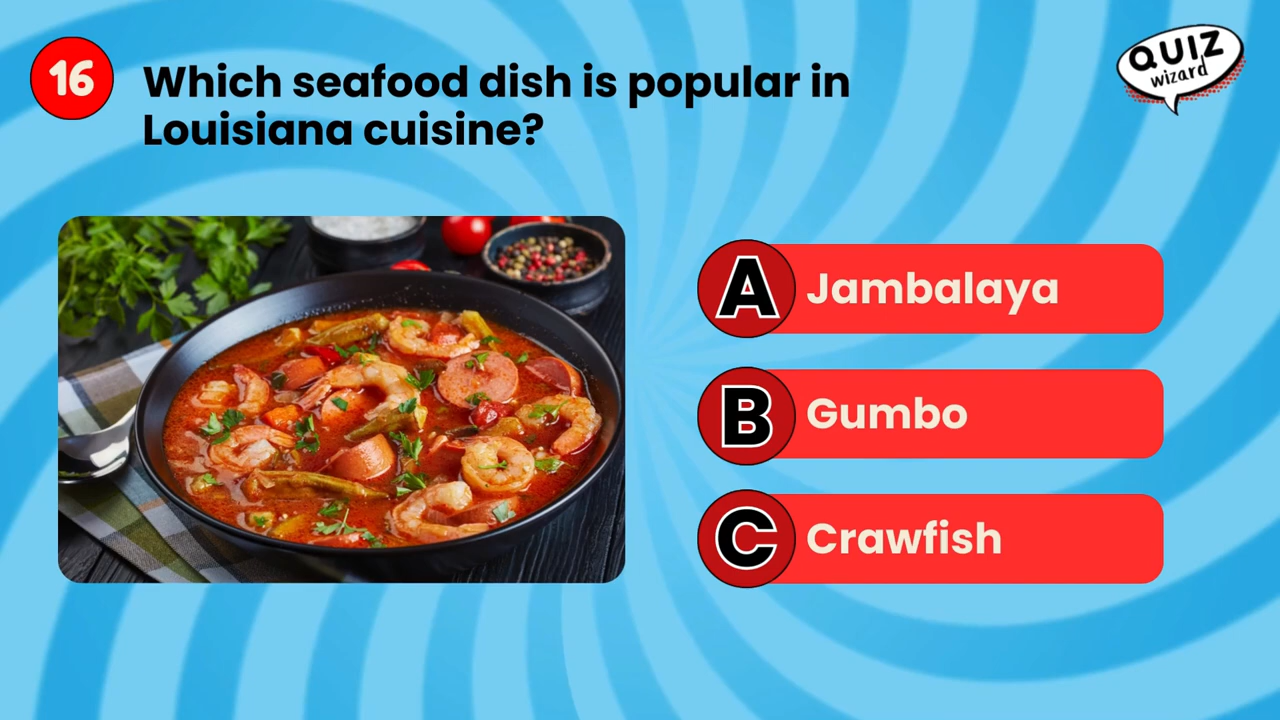 16
Which seafood dish is popular in
Louisiana cuisine?
QUIZ
wizard
A Jambalaya
B Gumbo
C Crawfish